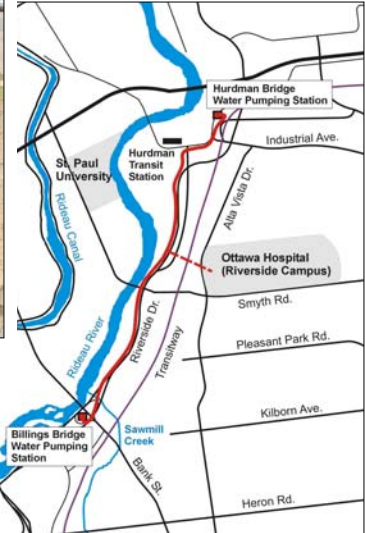 Hurdman Bridge
Water Pumping Station
Industrial Ave.
St. Paul
University
Hurdman
Transit
Station
Rideau Canal
Alta Vista Dr.
Ottawa Hospital
(Riverside Campus)
Smyth Rd.
Riverside Dr.
Transitway
Rideau River
Pleasant Park Rd.
Kilborn Ave.
Billings Bridge
Water Pumping
Station
Sawmill
Creek
Bank St.
Heron Rd.